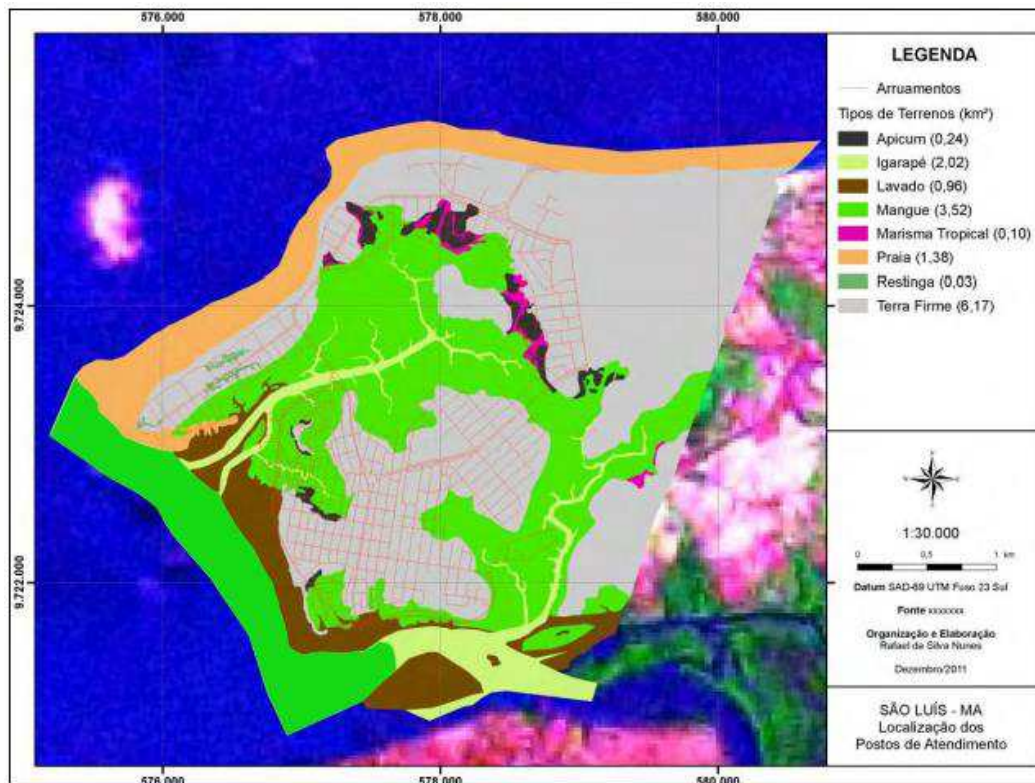 576.000 578.000 580.000
9.724.000
9.722.000
LEGENDA
Arruamentos
Tipos de Terrenos (km²)
Apicum (0,24)
Igarapé (2,02)
Lavado (0,96)
Mangue (3,52)
Marisma Tropical (0,10)
Praia (1,38)
Restinga (0,03)
Terra Firme (6,17)
1:30.000
0 0,5 1 km
Datum SAD-69 UTM Fuso 23 Sul
Fonte xxxxxxx
Organização e Elaboração
Rafael da Silva Nunes
Dezembro/2011
SÃO LUÍS - MA
Localização dos
Postos de Atendimento
576.000 578.000 580.000